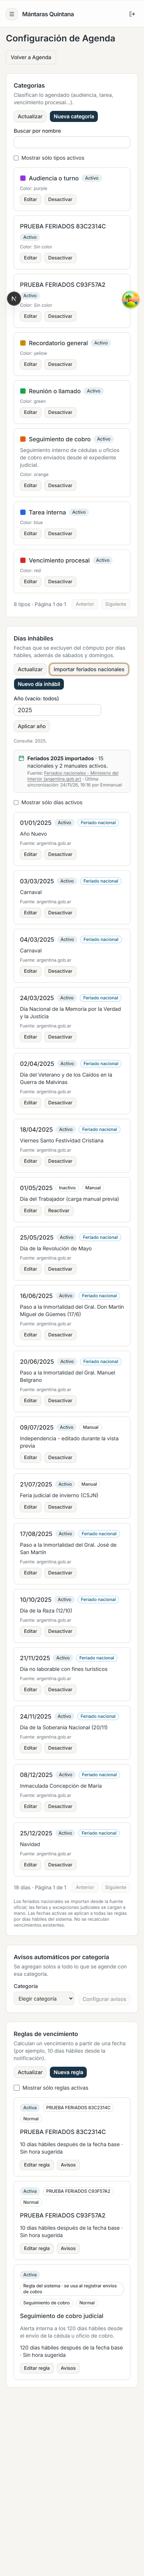 Mántaras Quintana
Configuración de Agenda
Volver a Agenda
Categorías
Clasifican lo agendado (audiencia, tarea,
vencimiento procesal…).
Actualizar
Nueva categoría
Buscar por nombre
Mostrar sólo tipos activos
Audiencia o turno Activo
Color: purple
Editar Desactivar
PRUEBA FERIADOS 83C2314C
Activo
Color: Sin color
Editar Desactivar
PRUEBA FERIADOS C93F57A2
N
Activo
Color: Sin color
Editar Desactivar
Recordatorio general Activo
Color: yellow
Editar Desactivar
Reunión o llamado Activo
Color: green
Editar Desactivar
Seguimiento de cobro Activo
Seguimiento interno de cédulas u oficios
de cobro enviados desde el expediente
judicial.
Color: orange
Editar Desactivar
Tarea interna Activo
Color: blue
Editar Desactivar
Vencimiento procesal Activo
Color: red
Editar Desactivar
8 tipos · Página 1 de 1 Anterior Siguiente
Días inhábiles
Fechas que se excluyen del cómputo por días
hábiles, además de sábados y domingos.
Actualizar Importar feriados nacionales
Nuevo día inhábil
Año (vacío: todos)
2025
Aplicar año
Consulta: 2025.
Feriados 2025 importados · 15
nacionales y 2 manuales activos.
Fuente: Feriados nacionales - Ministerio del
Interior (argentina.gob.ar) · Última
sincronización: 24/11/26, 19:16 por Emmanuel
Mostrar sólo días activos
01/01/2025 Activo Feriado nacional
Año Nuevo
Fuente: argentina.gob.ar
Editar Desactivar
03/03/2025 Activo Feriado nacional
Carnaval
Fuente: argentina.gob.ar
Editar Desactivar
04/03/2025 Activo Feriado nacional
Carnaval
Fuente: argentina.gob.ar
Editar Desactivar
24/03/2025 Activo Feriado nacional
Día Nacional de la Memoria por la Verdad
y la Justicia
Fuente: argentina.gob.ar
Editar Desactivar
02/04/2025 Activo Feriado nacional
Día del Veterano y de los Caídos en la
Guerra de Malvinas
Fuente: argentina.gob.ar
Editar Desactivar
18/04/2025 Activo Feriado nacional
Viernes Santo Festividad Cristiana
Fuente: argentina.gob.ar
Editar Desactivar
01/05/2025 Inactivo Manual
Día del Trabajador (carga manual previa)
Editar Reactivar
25/05/2025 Activo Feriado nacional
Día de la Revolución de Mayo
Fuente: argentina.gob.ar
Editar Desactivar
16/06/2025 Activo Feriado nacional
Paso a la Inmortalidad del Gral. Don Martín
Miguel de Güemes (17/6)
Fuente: argentina.gob.ar
Editar Desactivar
20/06/2025 Activo Feriado nacional
Paso a la Inmortalidad del Gral. Manuel
Belgrano
Fuente: argentina.gob.ar
Editar Desactivar
09/07/2025 Activo Manual
Independencia - editado durante la vista
previa
Editar Desactivar
21/07/2025 Activo Manual
Feria judicial de invierno (CSJN)
Editar Desactivar
17/08/2025 Activo Feriado nacional
Paso a la Inmortalidad del Gral. José de
San Martín
Fuente: argentina.gob.ar
Editar Desactivar
10/10/2025 Activo Feriado nacional
Día de la Raza (12/10)
Fuente: argentina.gob.ar
Editar Desactivar
21/11/2025 Activo Feriado nacional
Día no laborable con fines turísticos
Fuente: argentina.gob.ar
Editar Desactivar
24/11/2025 Activo Feriado nacional
Día de la Soberanía Nacional (20/11)
Fuente: argentina.gob.ar
Editar Desactivar
08/12/2025 Activo Feriado nacional
Inmaculada Concepción de María
Fuente: argentina.gob.ar
Editar Desactivar
25/12/2025 Activo Feriado nacional
Navidad
Fuente: argentina.gob.ar
Editar Desactivar
18 días · Página 1 de 1 Anterior Siguiente
Los feriados nacionales se importan desde la fuente
oficial; las ferias y excepciones judiciales se cargan a
mano. Las fechas activas se aplican a todas las reglas
por días hábiles del sistema. No se recalculan
vencimientos existentes.
Avisos automáticos por categoría
Se agregan solos a todo lo que se agende con
esa categoría.
Categoría
Elegir categoría Configurar avisos
Reglas de vencimiento
Calculan un vencimiento a partir de una fecha
(por ejemplo, 10 días hábiles desde la
notificación).
Actualizar Nueva regla
Mostrar sólo reglas activas
Activa PRUEBA FERIADOS 83C2314C
Normal
PRUEBA FERIADOS 83C2314C
10 días hábiles después de la fecha base ·
Sin hora sugerida
Editar regla Avisos
Activa PRUEBA FERIADOS C93F57A2
Normal
PRUEBA FERIADOS C93F57A2
10 días hábiles después de la fecha base ·
Sin hora sugerida
Editar regla Avisos
Activa
Regla del sistema · se usa al registrar envíos
de cobro
Seguimiento de cobro Normal
Seguimiento de cobro judicial
Alerta interna a los 120 días hábiles desde
el envío de la cédula u oficio de cobro.
120 días hábiles después de la fecha base
· Sin hora sugerida
Editar regla Avisos